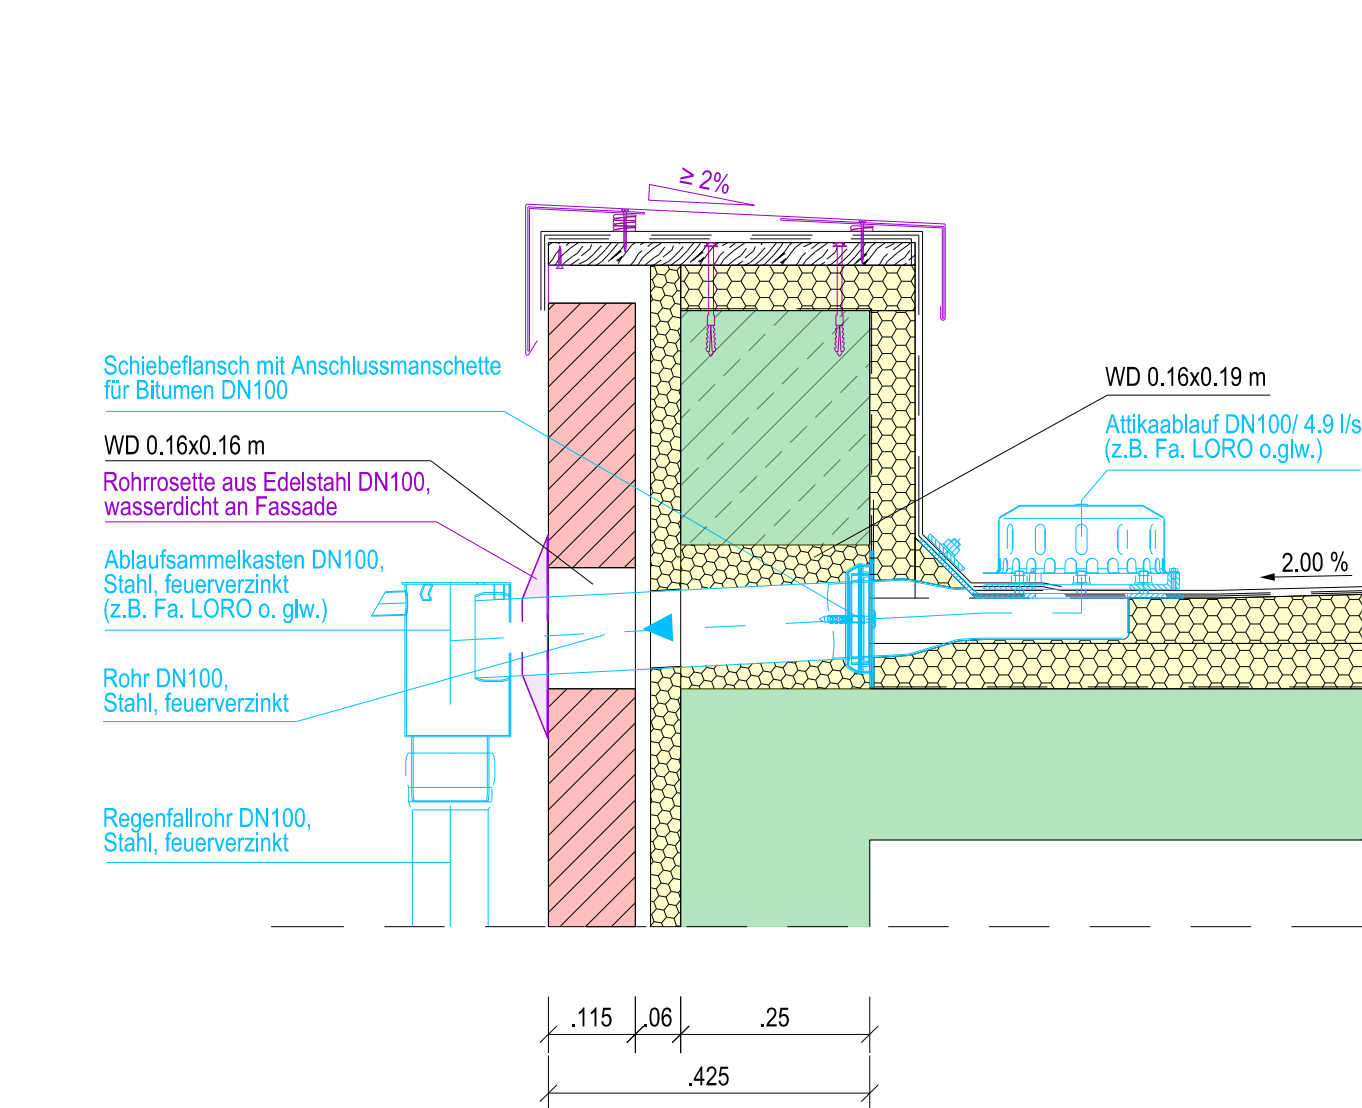 ≥ 2%
Schiebeflansch mit Anschlussmanschette
für Bitumen DN100
WD 0.16x0.16 m
Rohrrosette aus Edelstahl DN100,
wasserdicht an Fassade
Ablaufsammelkasten DN100,
Stahl, feuerverzinkt
(z.B. Fa. LORO o. glw.)
Rohr DN100,
Stahl, feuerverzinkt
Regenfallrohr DN100,
Stahl, feuerverzinkt
WD 0.16x0.19 m
Attikaablauf DN100/ 4.9 l/s
(z.B. Fa. LORO o.glw.)
2.00 %
.115
.06
.25
.425